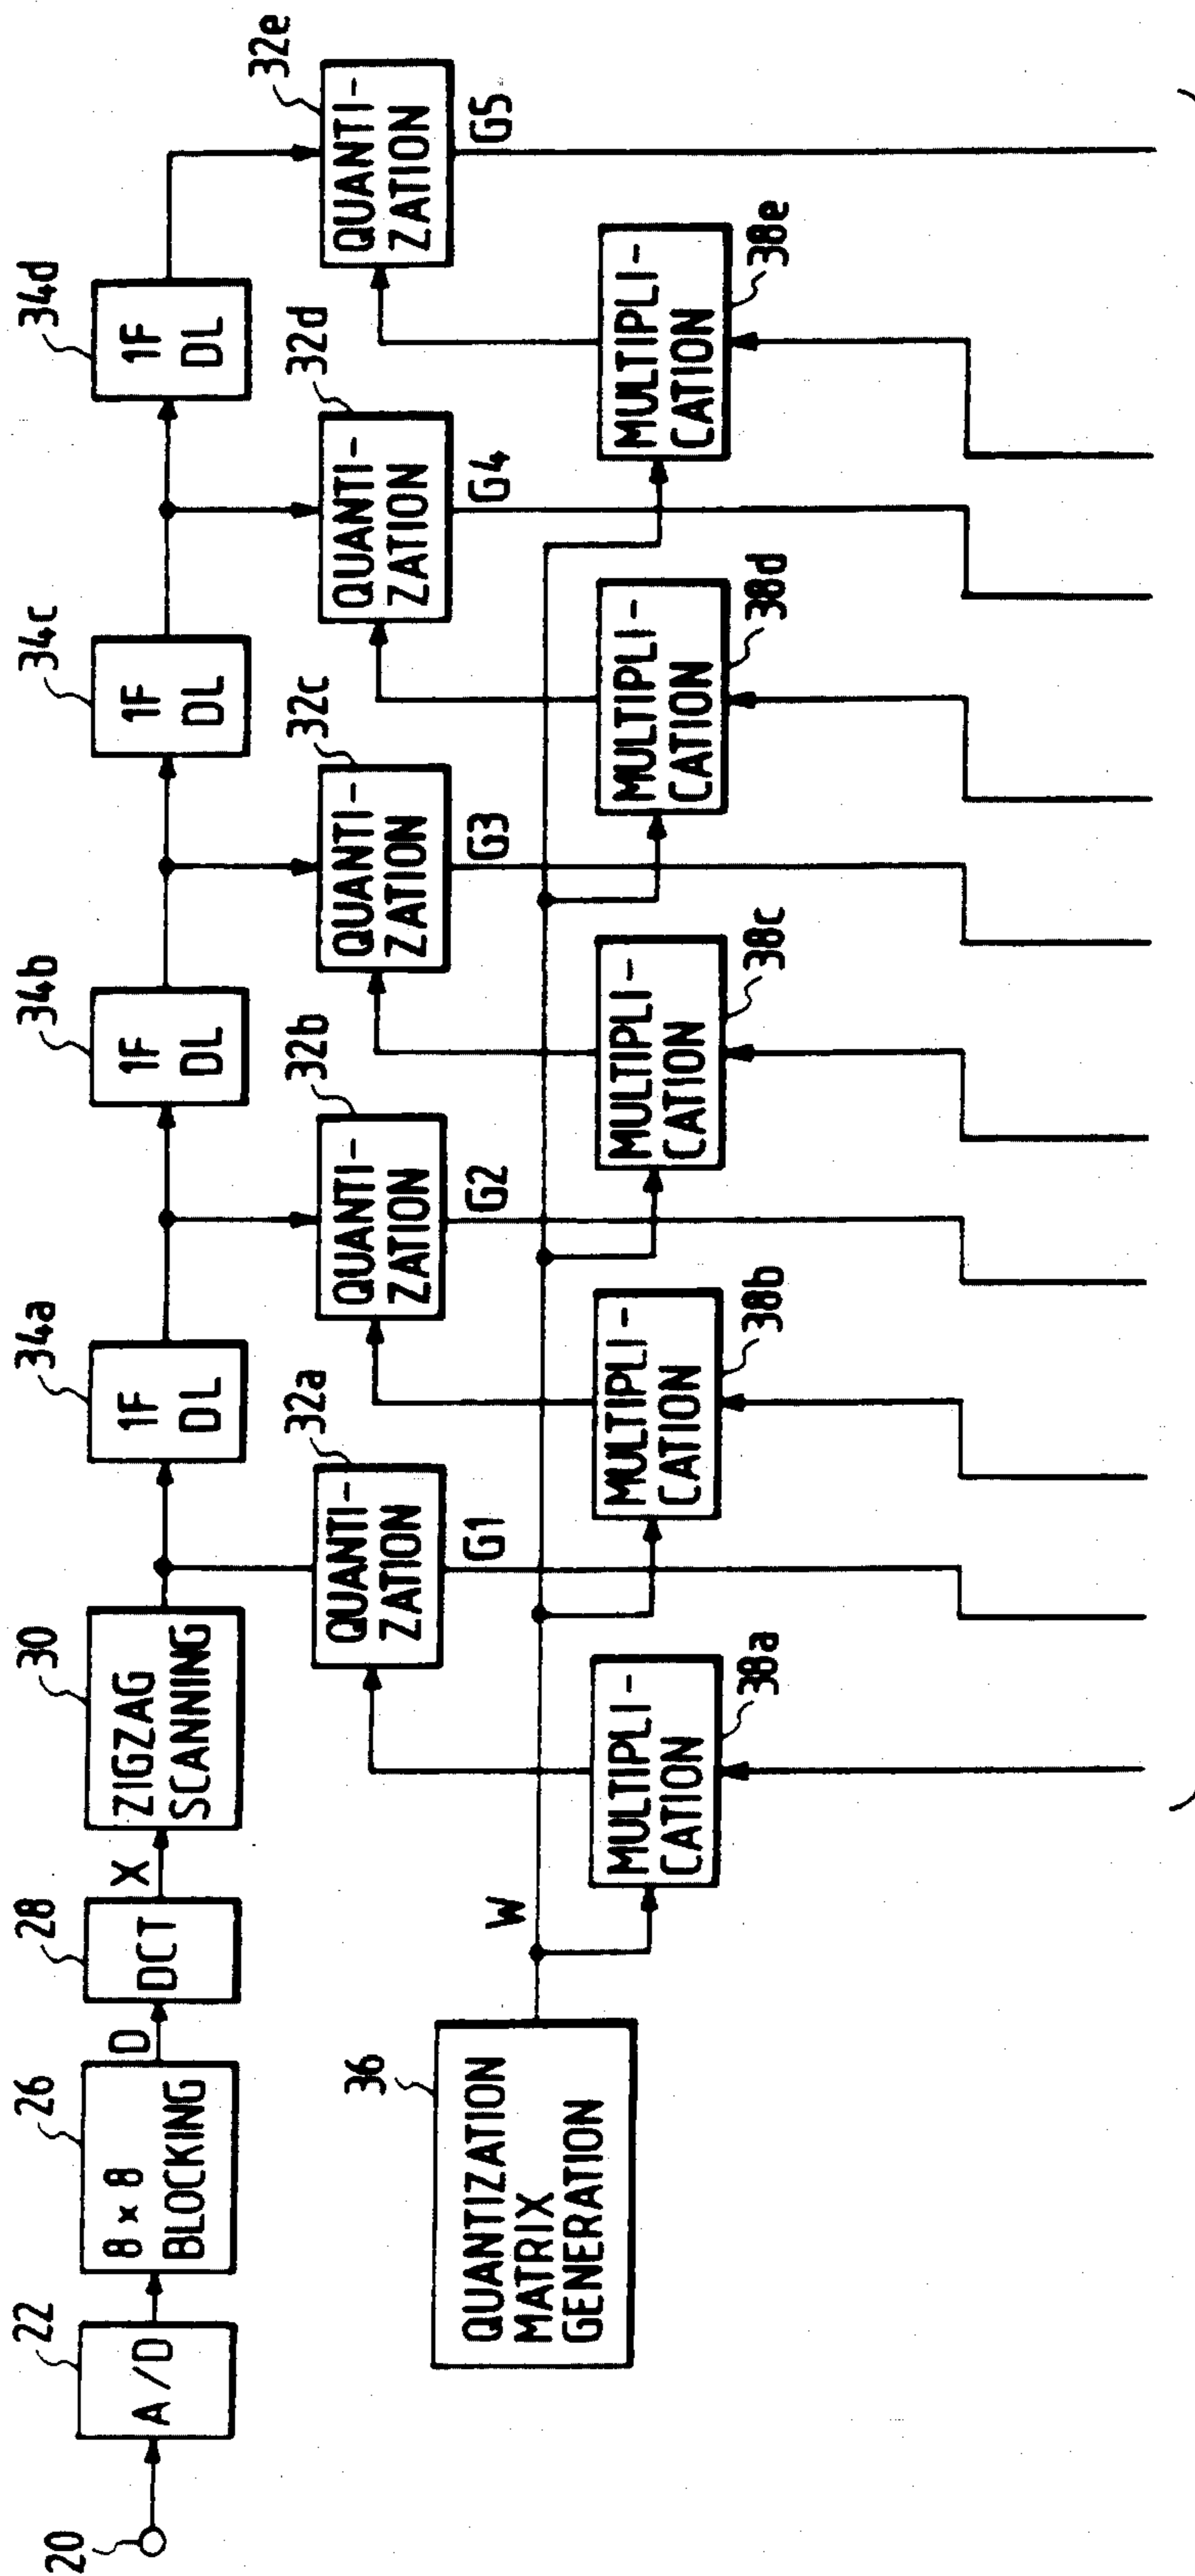 20
22
A/D
26
8 × 8
BLOCKING
D
28
DCT
X
30
ZIGZAG
SCANNING
34a
1F
DL
34b
1F
DL
34c
1F
DL
34d
1F
DL
32a
QUANTI-
ZATION
G1
32b
QUANTI-
ZATION
G2
32c
QUANTI-
ZATION
G3
32d
QUANTI-
ZATION
G4
32e
QUANTI-
ZATION
G5
36
QUANTIZATION
MATRIX
GENERATION
W
MULTIPLI-
CATION
38a
MULTIPLI-
CATION
38b
MULTIPLI-
CATION
38c
MULTIPLI-
CATION
38d
MULTIPLI-
CATION
38e